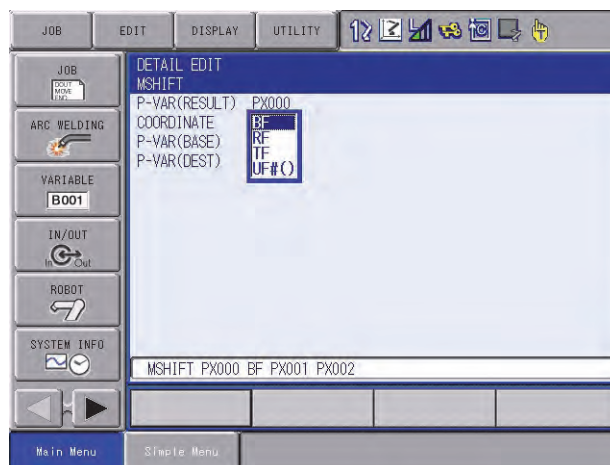 JOB EDIT DISPLAY UTILITY
JOB
DOUT
MOVE
END
ARC WELDING
VARIABLE
B001
IN/OUT
In Out
ROBOT
SYSTEM INFO
DETAIL EDIT
MSHIFT
P-VAR(RESULT) PX000
COORDINATE BF
P-VAR(BASE) RF
P-VAR(DEST) TF
UF#()
MSHIFT PX000 BF PX001 PX002
Main Menu Simple Menu